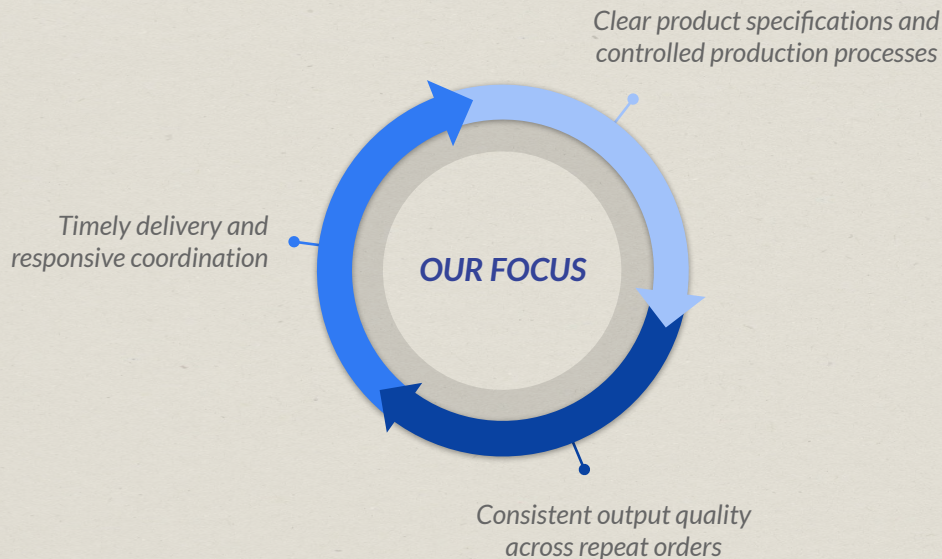 Clear product specifications and
controlled production processes
Timely delivery and
responsive coordination
OUR FOCUS
Consistent output quality
across repeat orders